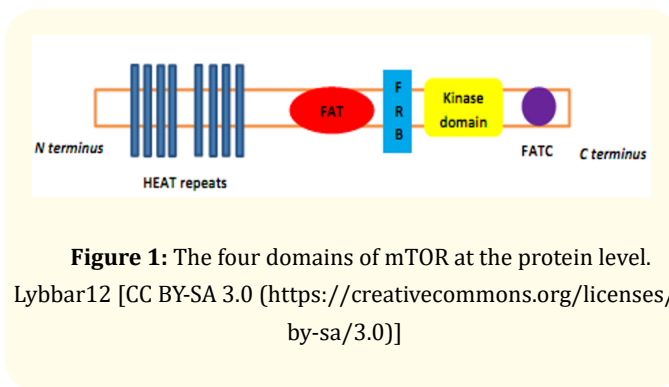 FAT
F
R
B
Kinase
domain
N terminus
HEAT repeats
FATC
C terminus
Figure 1: The four domains of mTOR at the protein level.
Lybbar12 [CC BY-SA 3.0 (https://creativecommons.org/licenses/
by-sa/3.0)]